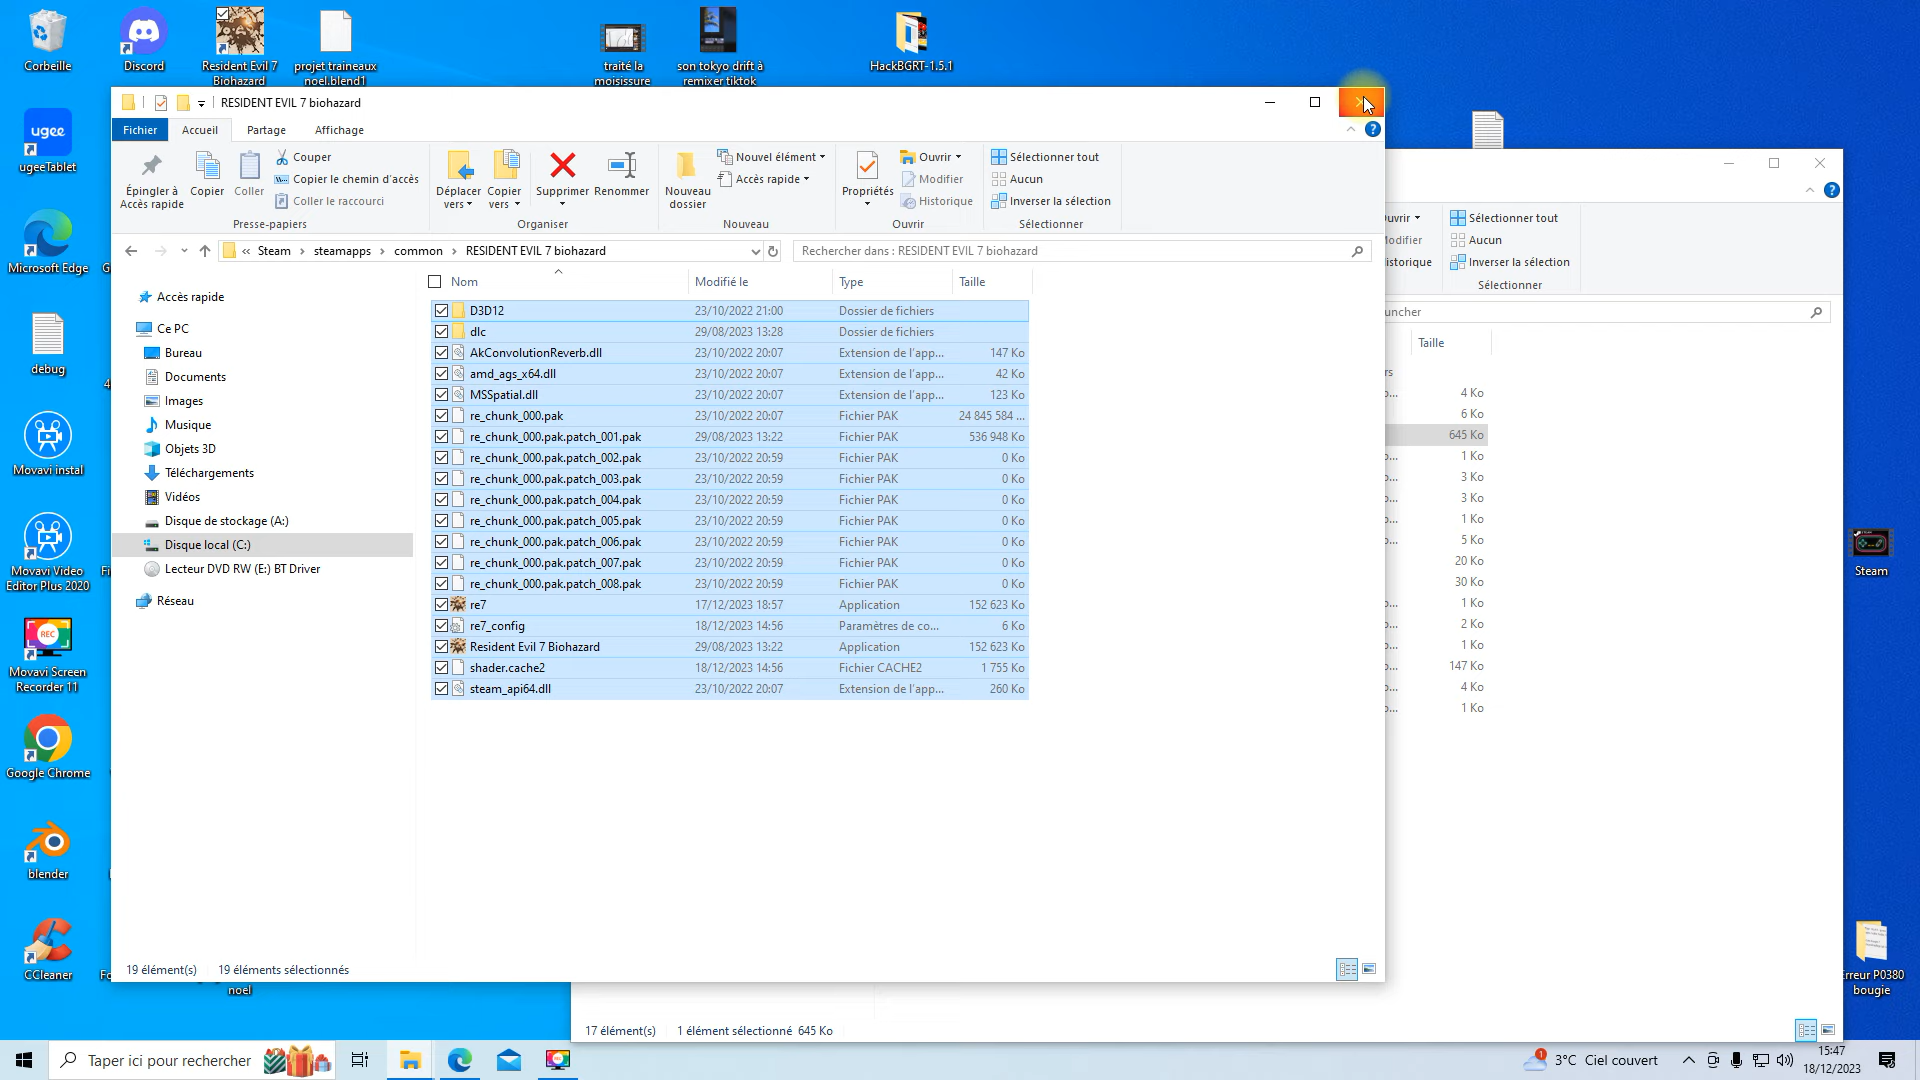 Corbeille
Discord
Resident Evil 7
Biohazard
projet traineaux
noel.blend1
traité la
moisissure
son tokyo drift à
remixer tiktok
HackBGRT-1.5.1
ugee
ugeeTablet
Microsoft Edge
debug
Movavi instal
Movavi Video
Editor Plus 2020
REC
Movavi Screen
Recorder 11
Google Chrome
blender
CCleaner
noel
RESIDENT EVIL 7 biohazard
Fichier
Accueil
Partage
Affichage
Épingler à
Accès rapide
Copier
Coller
Couper
Copier le chemin d'accès
Coller le raccourci
Presse-papiers
Déplacer
vers
Copier
vers
Supprimer
Renommer
Organiser
Nouveau
dossier
Nouvel élément
Accès rapide
Nouveau
Propriétés
Ouvrir
Modifier
Historique
Ouvrir
Sélectionner tout
Aucun
Inverser la sélection
Sélectionner
« Steam > steamapps > common > RESIDENT EVIL 7 biohazard
Rechercher dans : RESIDENT EVIL 7 biohazard
Accès rapide
Ce PC
Bureau
Documents
Images
Musique
Objets 3D
Téléchargements
Vidéos
Disque de stockage (A:)
Disque local (C:)
Lecteur DVD RW (E:) BT Driver
Réseau
Nom Modifié le Type Taille
D3D12 23/10/2022 21:00 Dossier de fichiers
dlc 29/08/2023 13:28 Dossier de fichiers
AkConvolutionReverb.dll 23/10/2022 20:07 Extension de l'app... 147 Ko
amd_ags_x64.dll 23/10/2022 20:07 Extension de l'app... 42 Ko
MSSpatial.dll 23/10/2022 20:07 Extension de l'app... 123 Ko
re_chunk_000.pak 23/10/2022 20:07 Fichier PAK 24 845 584 ...
re_chunk_000.pak.patch_001.pak 29/08/2023 13:22 Fichier PAK 536 948 Ko
re_chunk_000.pak.patch_002.pak 23/10/2022 20:59 Fichier PAK 0 Ko
re_chunk_000.pak.patch_003.pak 23/10/2022 20:59 Fichier PAK 0 Ko
re_chunk_000.pak.patch_004.pak 23/10/2022 20:59 Fichier PAK 0 Ko
re_chunk_000.pak.patch_005.pak 23/10/2022 20:59 Fichier PAK 0 Ko
re_chunk_000.pak.patch_006.pak 23/10/2022 20:59 Fichier PAK 0 Ko
re_chunk_000.pak.patch_007.pak 23/10/2022 20:59 Fichier PAK 0 Ko
re_chunk_000.pak.patch_008.pak 23/10/2022 20:59 Fichier PAK 0 Ko
re7 17/12/2023 18:57 Application 152 623 Ko
re7_config 18/12/2023 14:56 Paramètres de co... 6 Ko
Resident Evil 7 Biohazard 29/08/2023 13:22 Application 152 623 Ko
shader.cache2 18/12/2023 14:56 Fichier CACHE2 1 755 Ko
steam_api64.dll 23/10/2022 20:07 Extension de l'app... 260 Ko
19 élément(s) 19 éléments sélectionnés
uvrir
odifier
istorique
Sélectionner tout
Aucun
Inverser la sélection
Sélectionner
uncher
Taille
rs
o... 4 Ko
6 Ko
645 Ko
o... 1 Ko
o... 3 Ko
o... 3 Ko
o... 1 Ko
o... 5 Ko
20 Ko
30 Ko
o... 1 Ko
o... 2 Ko
o... 1 Ko
o... 147 Ko
o... 4 Ko
o... 1 Ko
17 élément(s) 1 élément sélectionné 645 Ko
Steam
Erreur P0380
bougie
Taper ici pour rechercher
1
3°C Ciel couvert
15:47
18/12/2023